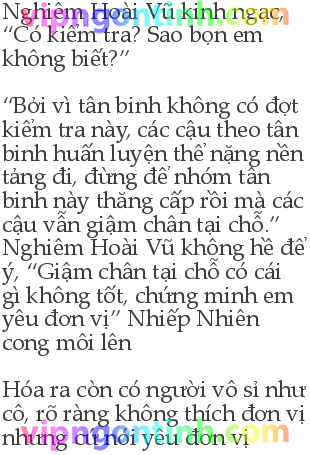 Nghiêm Hoài Vũ kinh ngạc,
“Có kiểm tra? Sao bọn em
không biết?”
“Bởi vì tân binh không có đợt
kiểm tra này, các cậu theo tân
binh huấn luyện thể nặng nền
tảng đi, đừng để nhóm tân
binh này thăng cấp rồi mà các
cậu vẫn giậm chân tại chỗ.”
Nghiêm Hoài Vũ không hề để
ý, “Giậm chân tại chỗ có cái
gì không tốt, chứng minh em
yêu đơn vị” Nhiếp Nhiên
cong môi lên
Hóa ra còn có người vô sỉ như
cô, rõ ràng không thích đơn vị
nhưng cứ nói yêu đơn vị
vipngontinh.com
vipngontinh.com